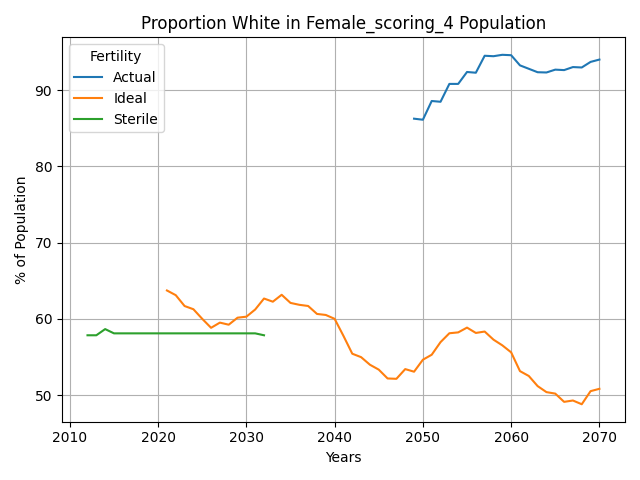 Proportion White in Female_scoring_4 Population
Fertility
Actual
Ideal
Sterile
% of Population
90
80
70
60
50
2010
2020
2030
2040
2050
2060
2070
Years